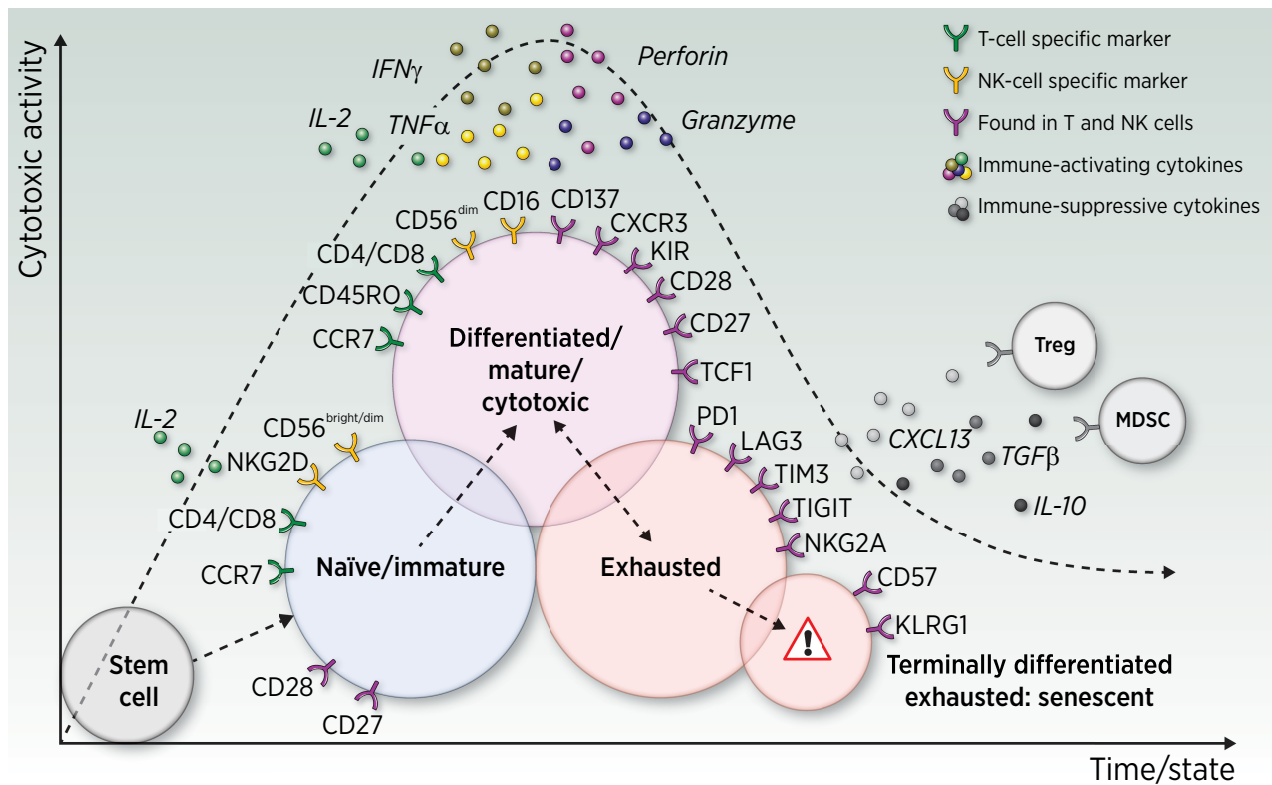 Cytotoxic activity
T-cell specific marker
NK-cell specific marker
Found in T and NK cells
Immune-activating cytokines
Immune-suppressive cytokines
IFNγ
Perforin
IL-2
TNFα
Granzyme
CD56dim
CD16
CD137
CXCR3
KIR
CD28
CD27
TCF1
CD4/CD8
CD45RO
CCR7
Differentiated/
mature/
cytotoxic
IL-2
CD56bright/dim
NKG2D
CD4/CD8
CCR7
CD28
CD27
Naïve/immature
PD1
LAG3
TIM3
TIGIT
NKG2A
Exhausted
CD57
KLRG1
!
Terminally differentiated
exhausted: senescent
Treg
MDSC
CXCL13
TGFβ
IL-10
Stem
cell
Time/state